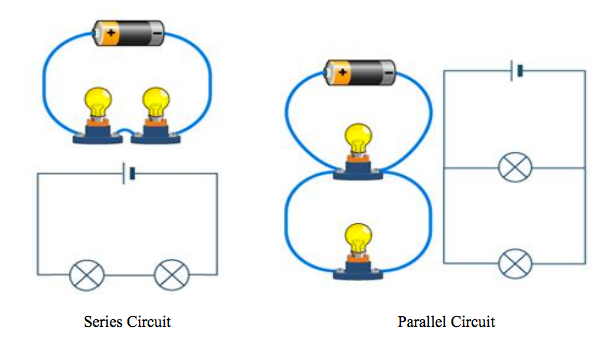 + -
+ -
Series Circuit
Parallel Circuit